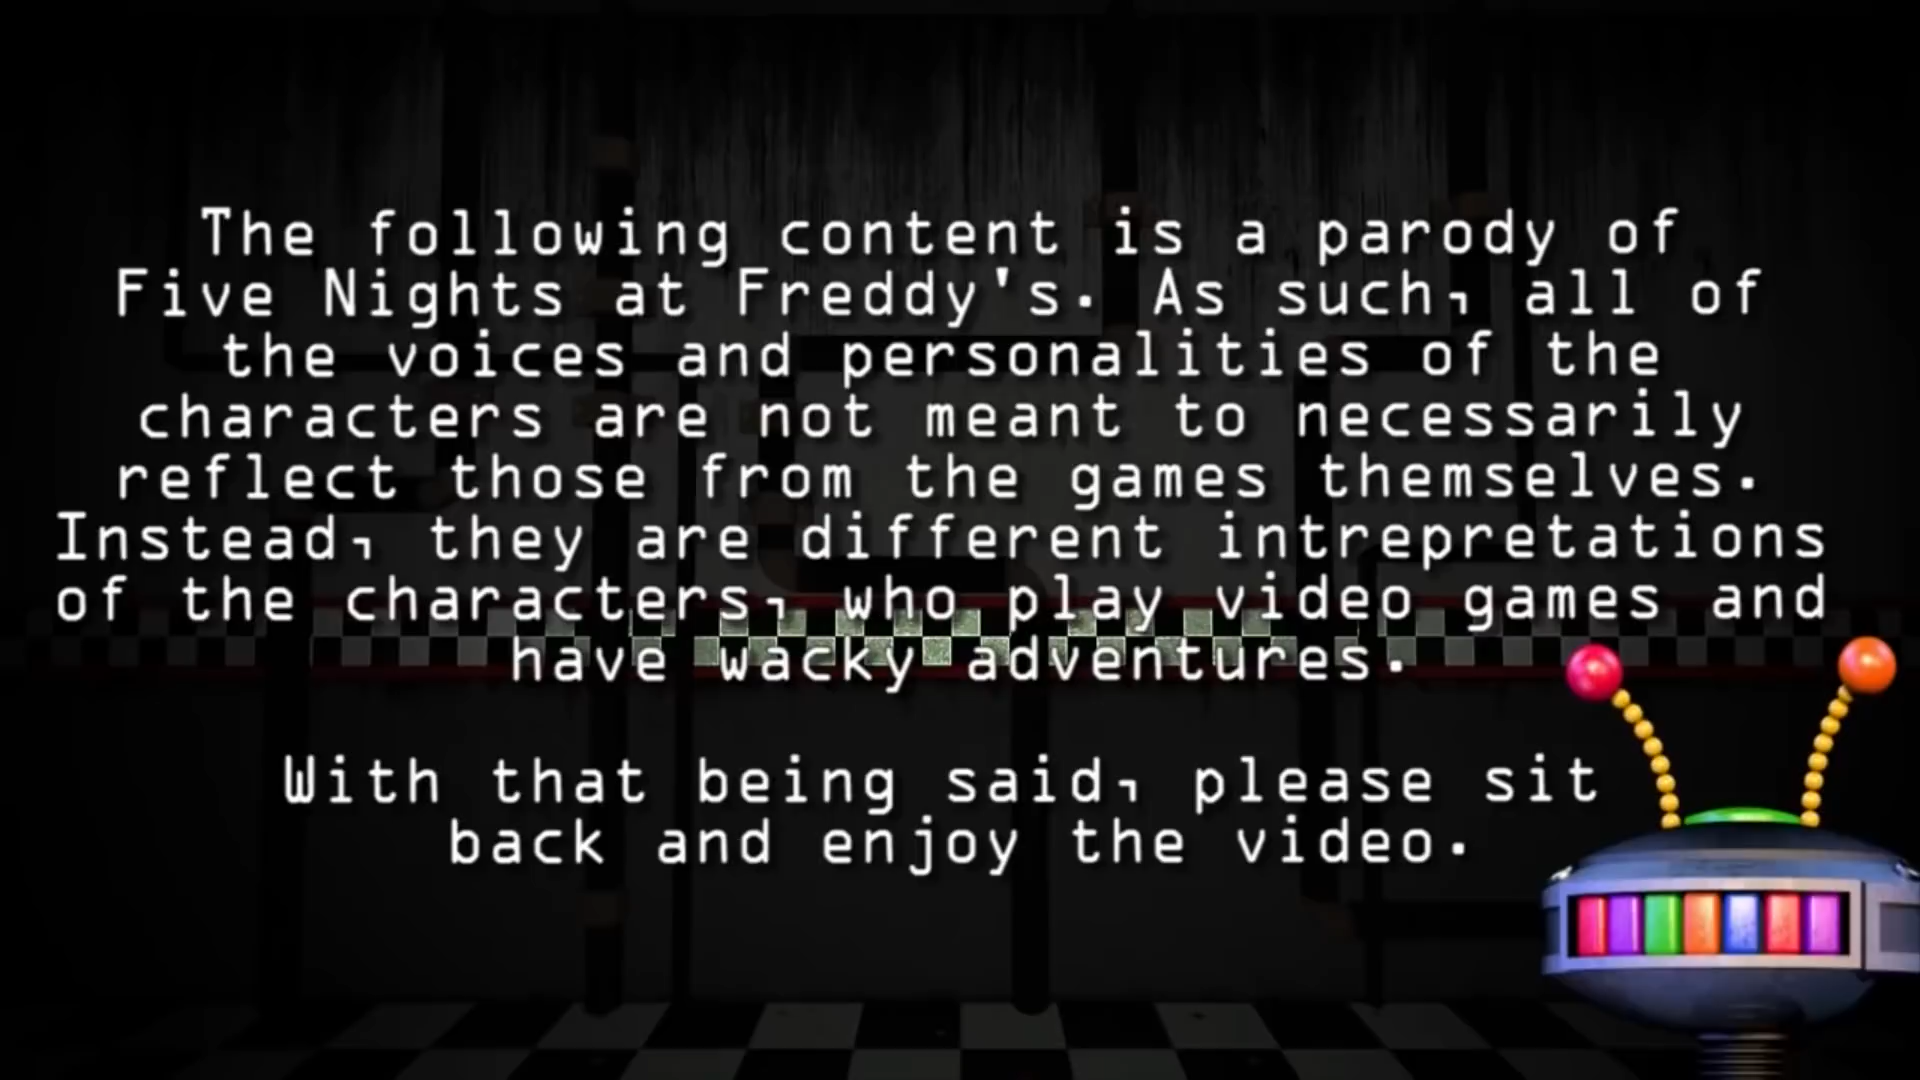 The following content is a parody of
Five Nights at Freddy's. As such, all of
the voices and personalities of the
characters are not meant to necessarily
reflect those from the games themselves.
Instead, they are different intrepretations
of the characters, who play video games and
have wacky adventures.
With that being said, please sit
back and enjoy the video.